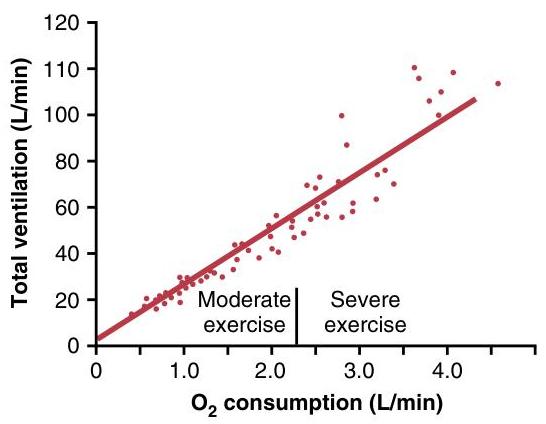 120
110
100
80
60
40
20
0
Total ventilation (L/min)
Moderate
exercise
Severe
exercise
0
1.0
2.0
3.0
4.0
O₂ consumption (L/min)